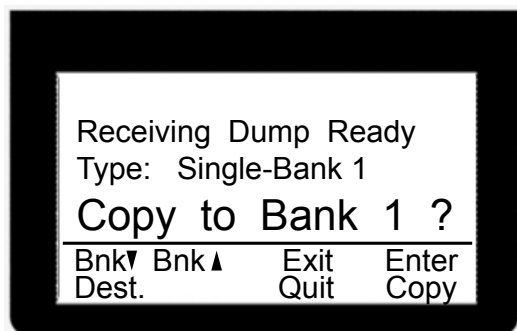 Receiving Dump Ready
Type: Single-Bank 1
Copy to Bank 1 ?
Bnk▼ Bnk▲ Exit Enter
Dest. Quit Copy